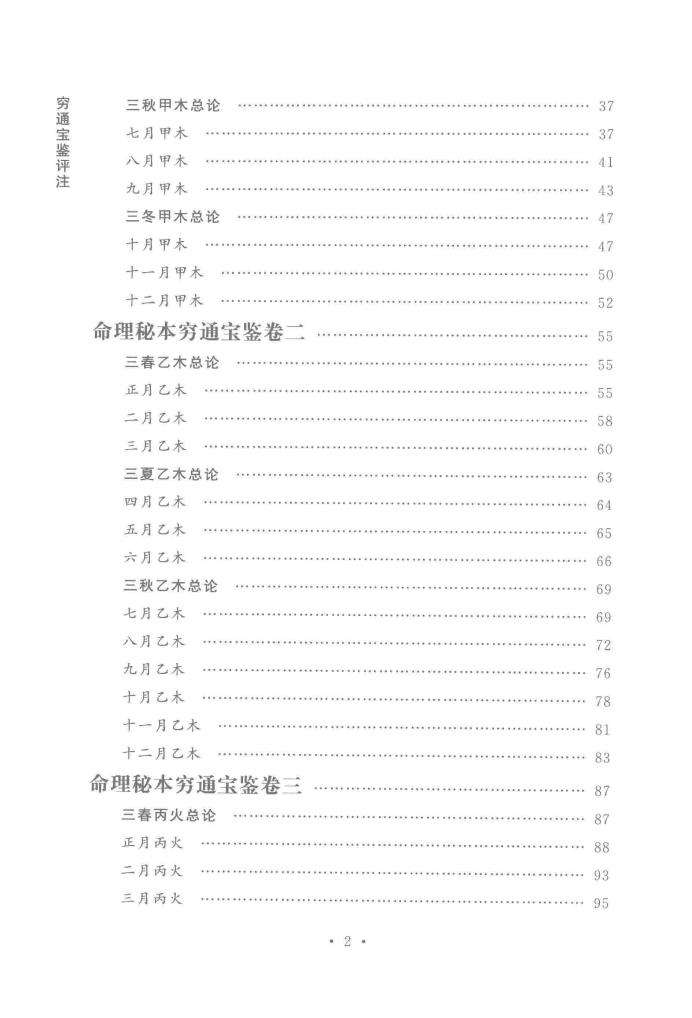 穷通宝鉴评注
三秋甲木总论 …………………………………………… 37
七月甲木 …………………………………………… 37
八月甲木 …………………………………………… 41
九月甲木 …………………………………………… 43
三冬甲木总论 …………………………………………… 47
十月甲木 …………………………………………… 47
十一月甲木 …………………………………………… 50
十二月甲木 …………………………………………… 52
命理秘本穷通宝鉴卷二 …………………………………………… 55
三春乙木总论 …………………………………………… 55
正月乙木 …………………………………………… 55
二月乙木 …………………………………………… 58
三月乙木 …………………………………………… 60
三夏乙木总论 …………………………………………… 63
四月乙木 …………………………………………… 64
五月乙木 …………………………………………… 65
六月乙木 …………………………………………… 66
三秋乙木总论 …………………………………………… 69
七月乙木 …………………………………………… 69
八月乙木 …………………………………………… 72
九月乙木 …………………………………………… 76
十月乙木 …………………………………………… 78
十一月乙木 …………………………………………… 81
十二月乙木 …………………………………………… 83
命理秘本穷通宝鉴卷三 …………………………………………… 87
三春丙火总论 …………………………………………… 87
正月丙火 …………………………………………… 88
二月丙火 …………………………………………… 93
三月丙火 …………………………………………… 95
· 2 ·